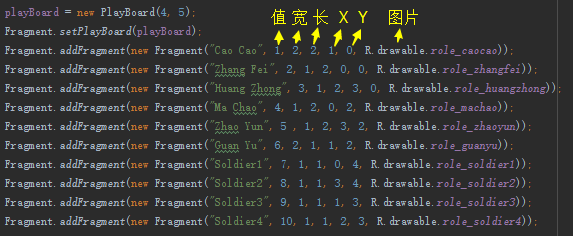 playBoard = new PlayBoard(4, 5);
值 宽 长 X Y 图片
Fragment.setPlayBoard(playBoard);
Fragment.addFragment(new Fragment("Cao Cao", 1, 2, 2, 1, 0, R.drawable.role_caocao));
Fragment.addFragment(new Fragment("Zhang Fei", 2, 1, 2, 0, 0, R.drawable.role_zhangfei));
Fragment.addFragment(new Fragment("Huang Zhong", 3, 1, 2, 3, 0, R.drawable.role_huangzhong));
Fragment.addFragment(new Fragment("Ma Chao", 4, 1, 2, 0, 2, R.drawable.role_machao));
Fragment.addFragment(new Fragment("Zhao Yun", 5 , 1, 2, 3, 2, R.drawable.role_zhaoyun));
Fragment.addFragment(new Fragment("Guan Yu", 6, 2, 1, 1, 2, R.drawable.role_guanyu));
Fragment.addFragment(new Fragment("Soldier1", 7, 1, 1, 0, 4, R.drawable.role_soldier1));
Fragment.addFragment(new Fragment("Soldier2", 8, 1, 1, 3, 4, R.drawable.role_soldier2));
Fragment.addFragment(new Fragment("Soldier3", 9, 1, 1, 1, 3, R.drawable.role_soldier3));
Fragment.addFragment(new Fragment("Soldier4", 10, 1, 1, 2, 3, R.drawable.role_soldier4));